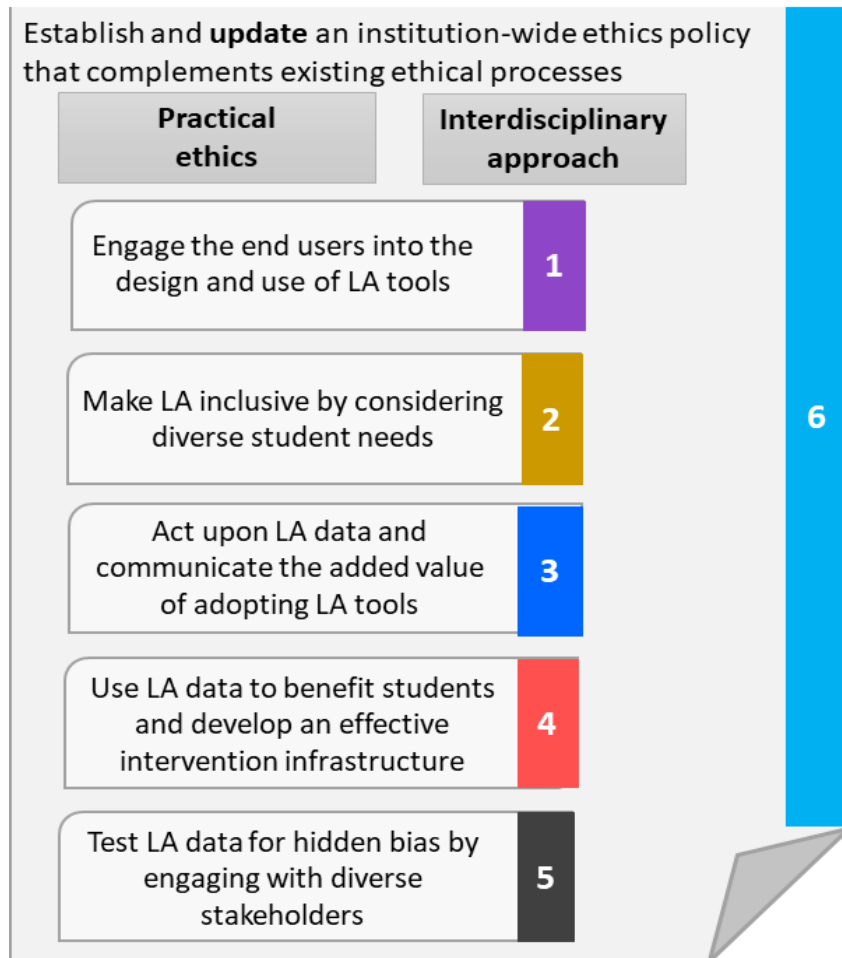 Establish and update an institution-wide ethics policy
that complements existing ethical processes
Practical
ethics
Interdisciplinary
approach
Engage the end users into the
design and use of LA tools
1
Make LA inclusive by considering
diverse student needs
2
Act upon LA data and
communicate the added value
of adopting LA tools
3
Use LA data to benefit students
and develop an effective
intervention infrastructure
4
Test LA data for hidden bias by
engaging with diverse
stakeholders
5
6